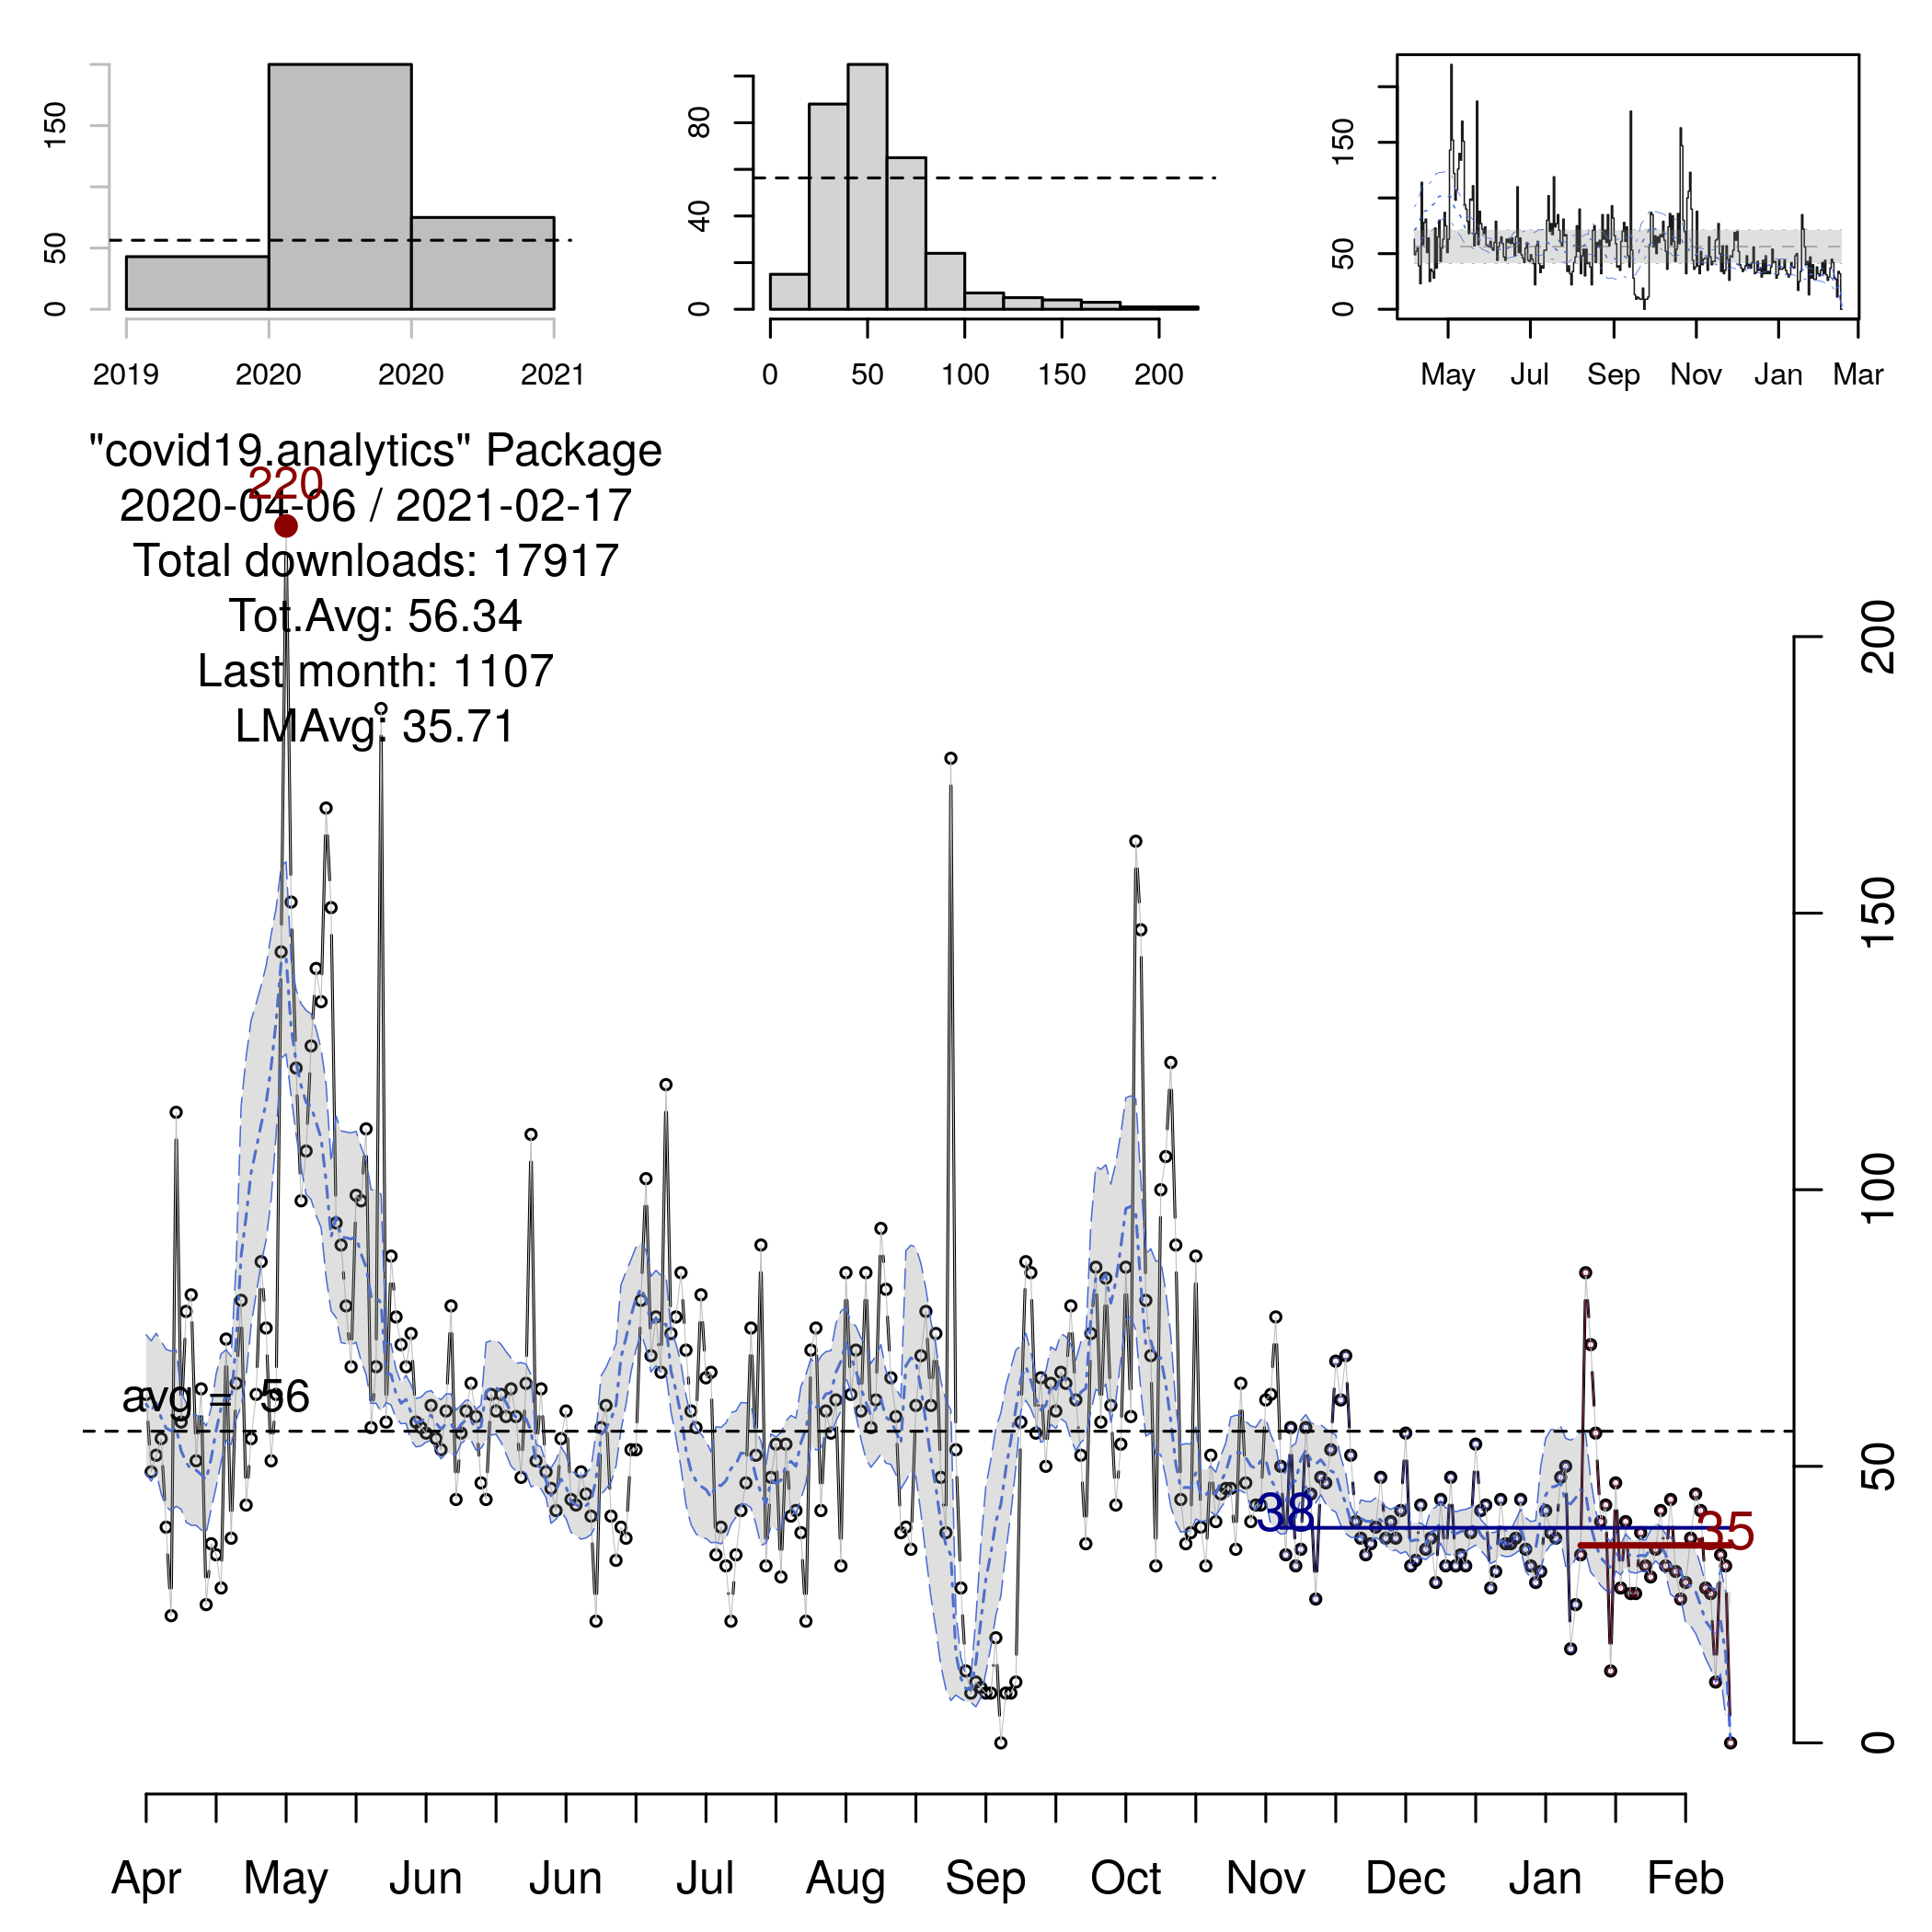 150
50
0
2019 2020 2020 2021
80
40
0
0 50 100 150 200
150
50
0
May Jul Sep Nov Jan Mar
"covid19.analytics" Package
220
2020-04-06 / 2021-02-17
Total downloads: 17917
Tot.Avg: 56.34
Last month: 1107
LMAvg: 35.71
avg = 56
38
35
200
150
100
50
0
Apr May Jun Jun Jul Aug Sep Oct Nov Dec Jan Feb